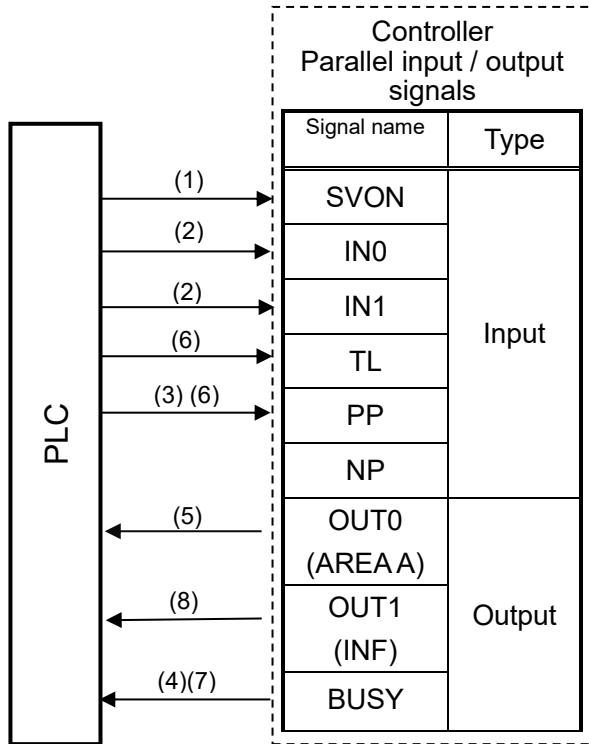 Controller
Parallel input / output
signals
Signal name Type
(1) SVON
(2) IN0
(2) IN1
Input
(6) TL
(3) (6) PP
PLC
NP
(5) OUT0
(AREA A)
(8) OUT1
Output
(INF)
(4)(7) BUSY